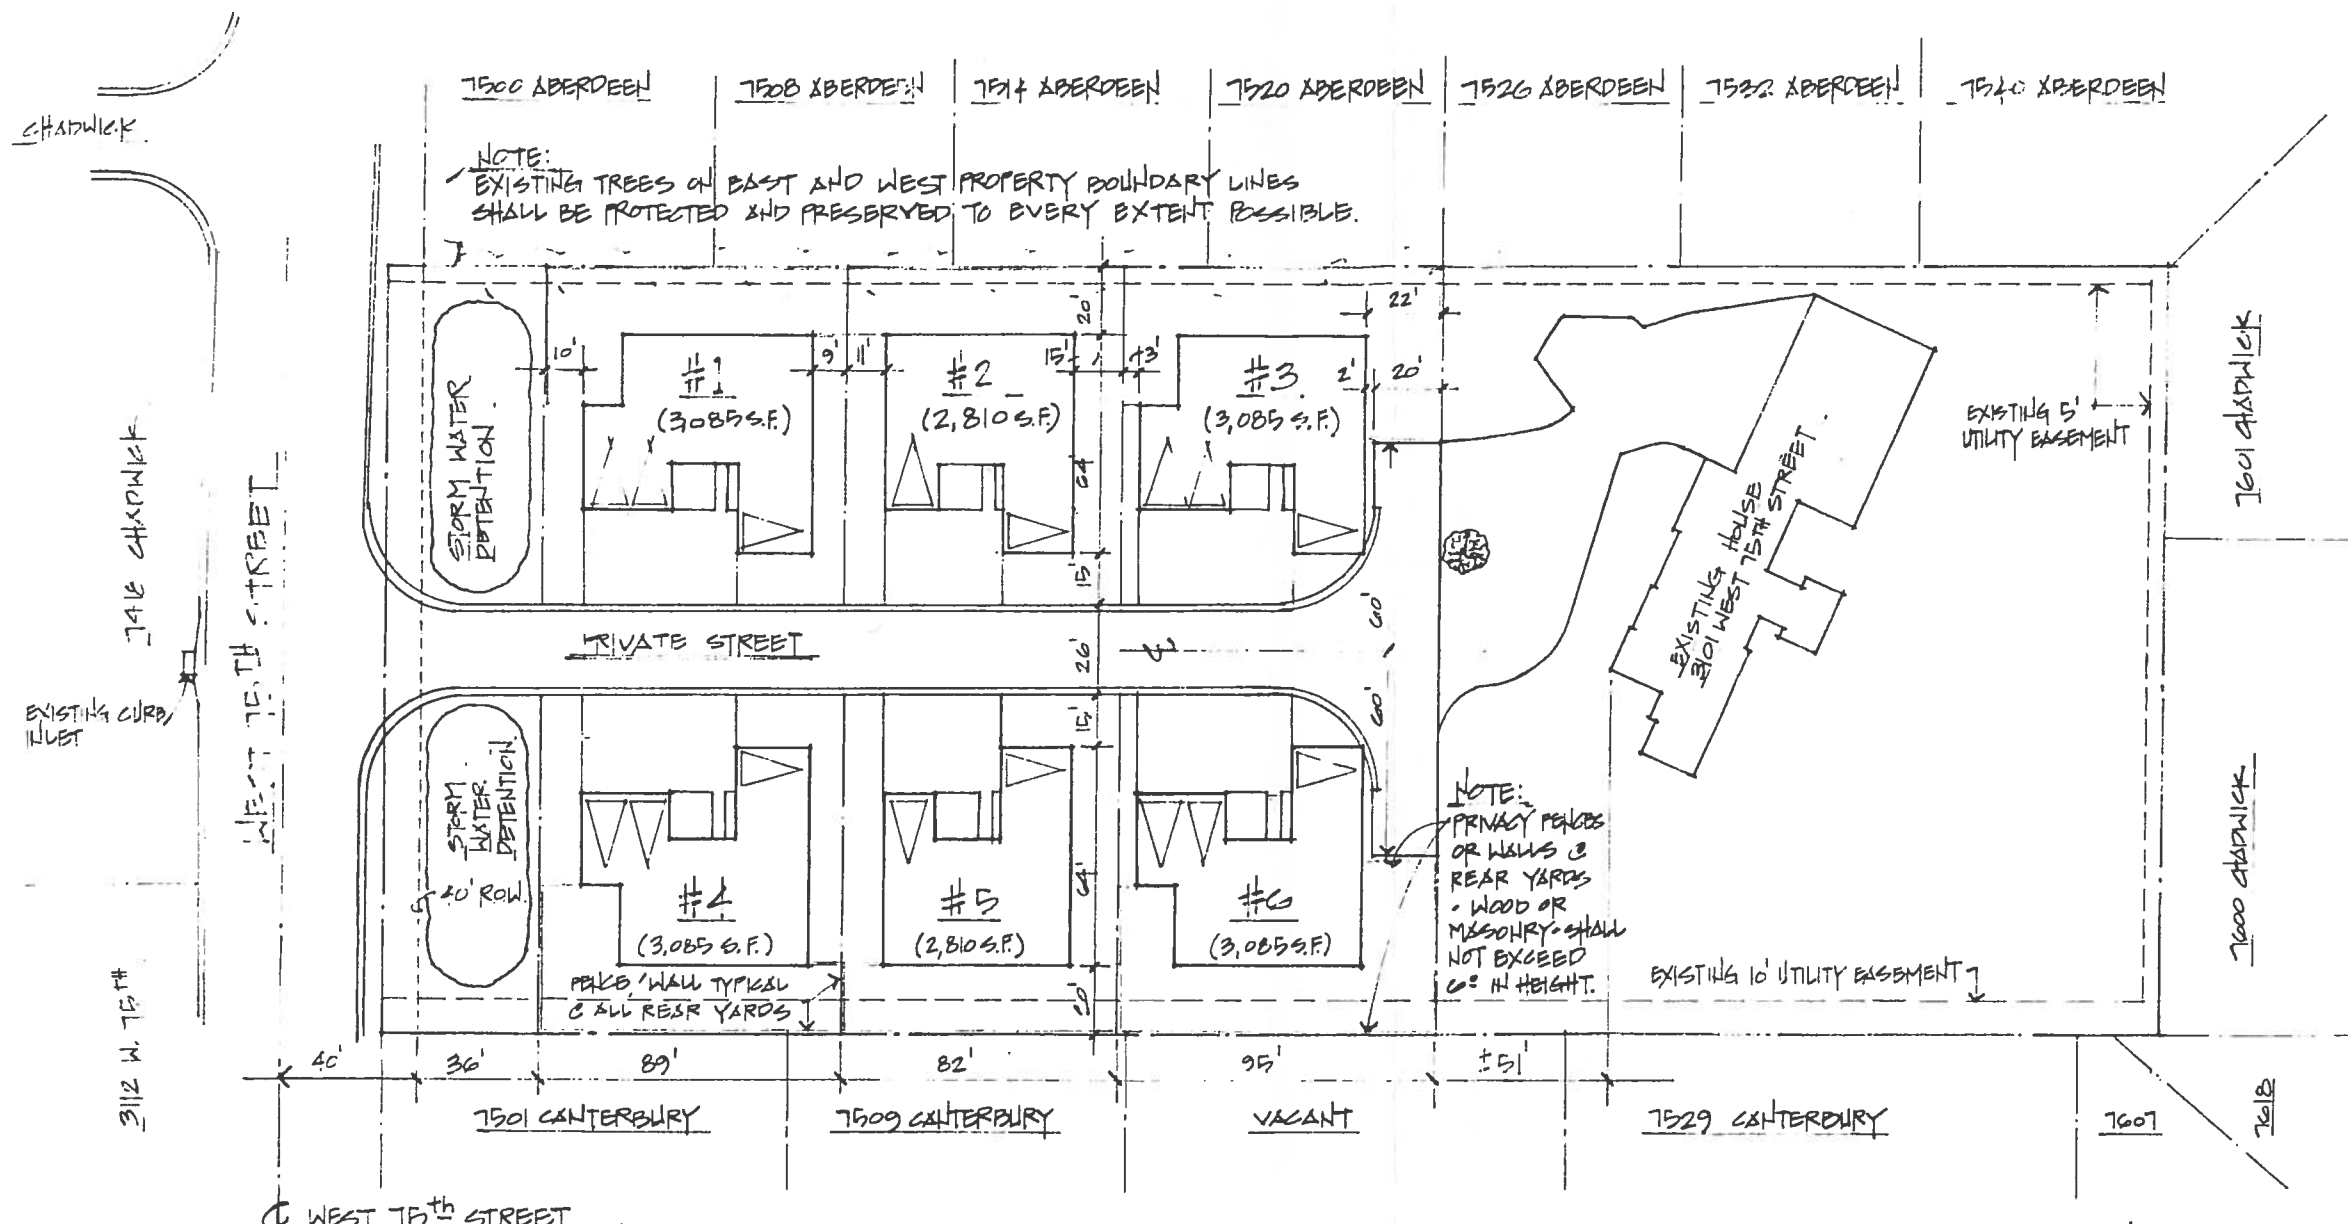 7500 ABERDEEN
7508 ABERDEEN
7514 ABERDEEN
7520 ABERDEEN
7526 ABERDEEN
7532 ABERDEEN
7540 ABERDEEN
CHADWICK
NOTE:
EXISTING TREES ON EAST AND WEST PROPERTY BOUNDARY LINES
SHALL BE PROTECTED AND PRESERVED TO EVERY EXTENT POSSIBLE.
22'
20'
10'
9'
11'
15'
3'
2'
20'
#1
(3,085 S.F.)
#2
(2,810 S.F.)
#3
(3,085 S.F.)
STORM WATER
DETENTION
64'
15'
EXISTING 5'
UTILITY EASEMENT
7601 CHADWICK
CHADWICK
WEST 75TH STREET
EXISTING HOUSE
3101 WEST 75TH STREET
PRIVATE STREET
26'
60'
60'
EXISTING CURB
INLET
15'
STORM
WATER
DETENTION
40' ROW
64'
20'
#4
(3,085 S.F.)
#5
(2,810 S.F.)
#6
(3,085 S.F.)
NOTE:
PRIVACY FENCES
OR WALLS @
REAR YARDS
• WOOD OR
MASONRY • SHALL
NOT EXCEED
IN HEIGHT.
FENCE/WALL TYPICAL
@ ALL REAR YARDS
EXISTING 10' UTILITY EASEMENT
7600 CHADWICK
3112 W. 75TH
40'
36'
89'
82'
95'
±51'
7501 CANTERBURY
7509 CANTERBURY
VACANT
7529 CANTERBURY
7607
7618
WEST 75th STREET